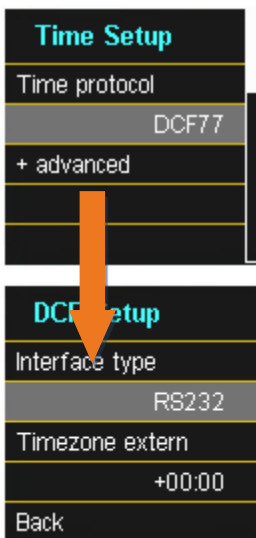 Time Setup
Time protocol
DCF77
+ advanced
DCF Setup
Interface type
RS232
Timezone extern
+00:00
Back